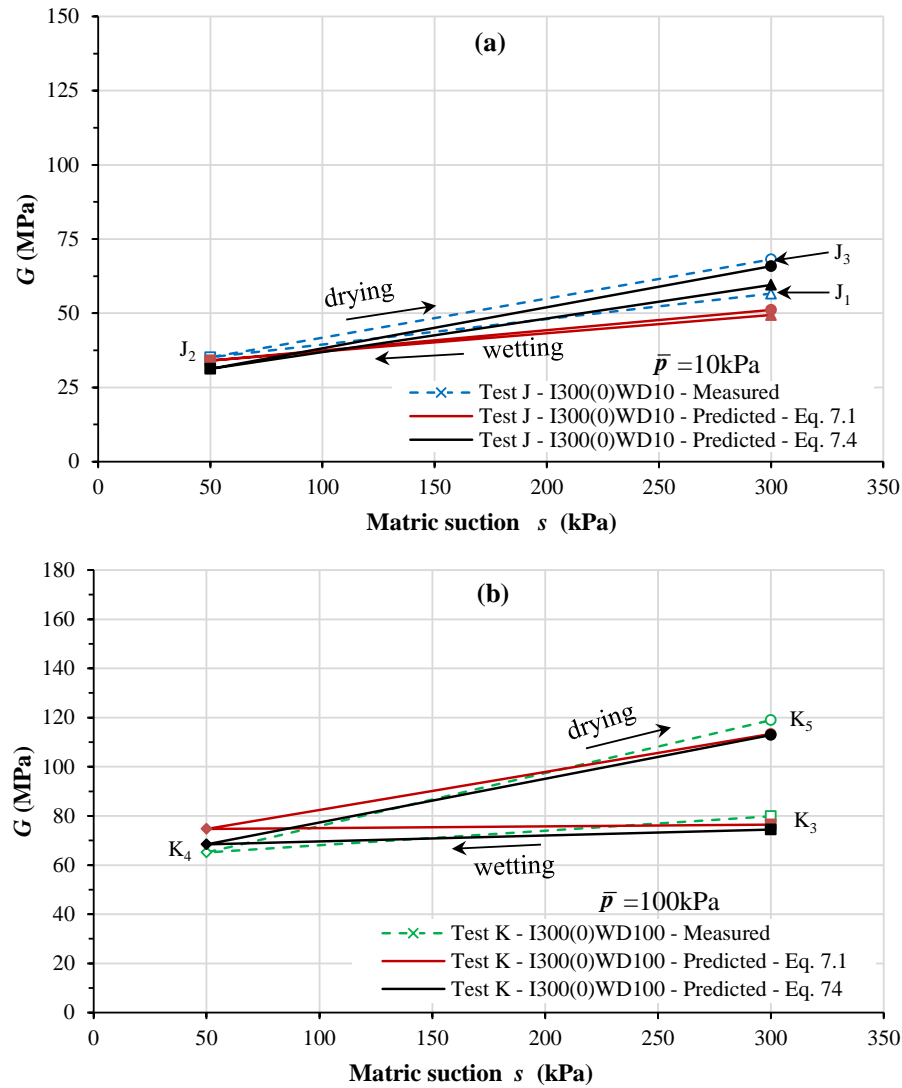 (a)
150
125
100
75
50
25
0
G (MPa)
J3
J1
J2
drying
wetting
p̅ =10kPa
Test J - I300(0)WD10 - Measured
Test J - I300(0)WD10 - Predicted - Eq. 7.1
Test J - I300(0)WD10 - Predicted - Eq. 7.4
0 50 100 150 200 250 300 350
Matric suction s (kPa)
(b)
180
160
140
120
100
80
60
40
20
0
G (MPa)
drying
K5
K3
K4
wetting
p̅ =100kPa
Test K - I300(0)WD100 - Measured
Test K - I300(0)WD100 - Predicted - Eq. 7.1
Test K - I300(0)WD100 - Predicted - Eq. 74
0 50 100 150 200 250 300 350
Matric suction s (kPa)